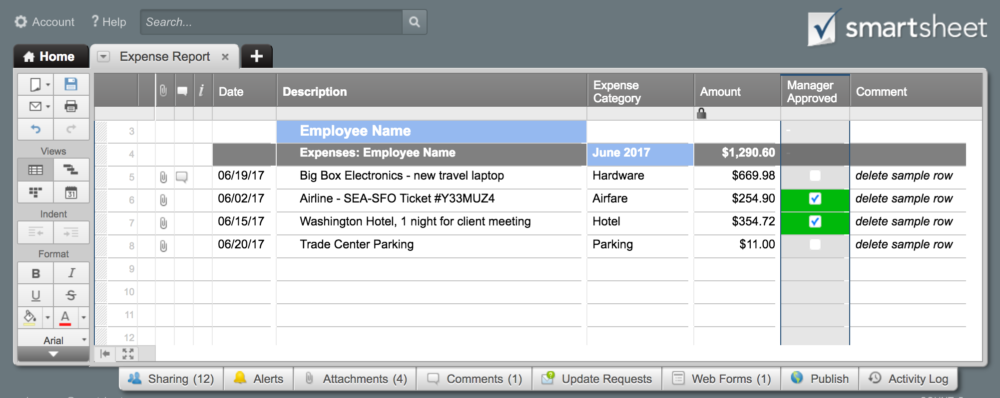 Account ? Help Search...
smartsheet
Home Expense Report × +
i Date Description Expense Category Amount Manager Approved Comment
3 Employee Name -
4 Expenses: Employee Name June 2017 $1,290.60 -
5 06/19/17 Big Box Electronics - new travel laptop Hardware $669.98 delete sample row
6 06/02/17 Airline - SEA-SFO Ticket #Y33MUZ4 Airfare $254.90 delete sample row
7 06/15/17 Washington Hotel, 1 night for client meeting Hotel $354.72 delete sample row
8 06/20/17 Trade Center Parking Parking $11.00 delete sample row
9
10
11
12
Views
31
Indent
Format
B I
U S
A
Arial
Sharing (12) Alerts Attachments (4) Comments (1) Update Requests Web Forms (1) Publish Activity Log